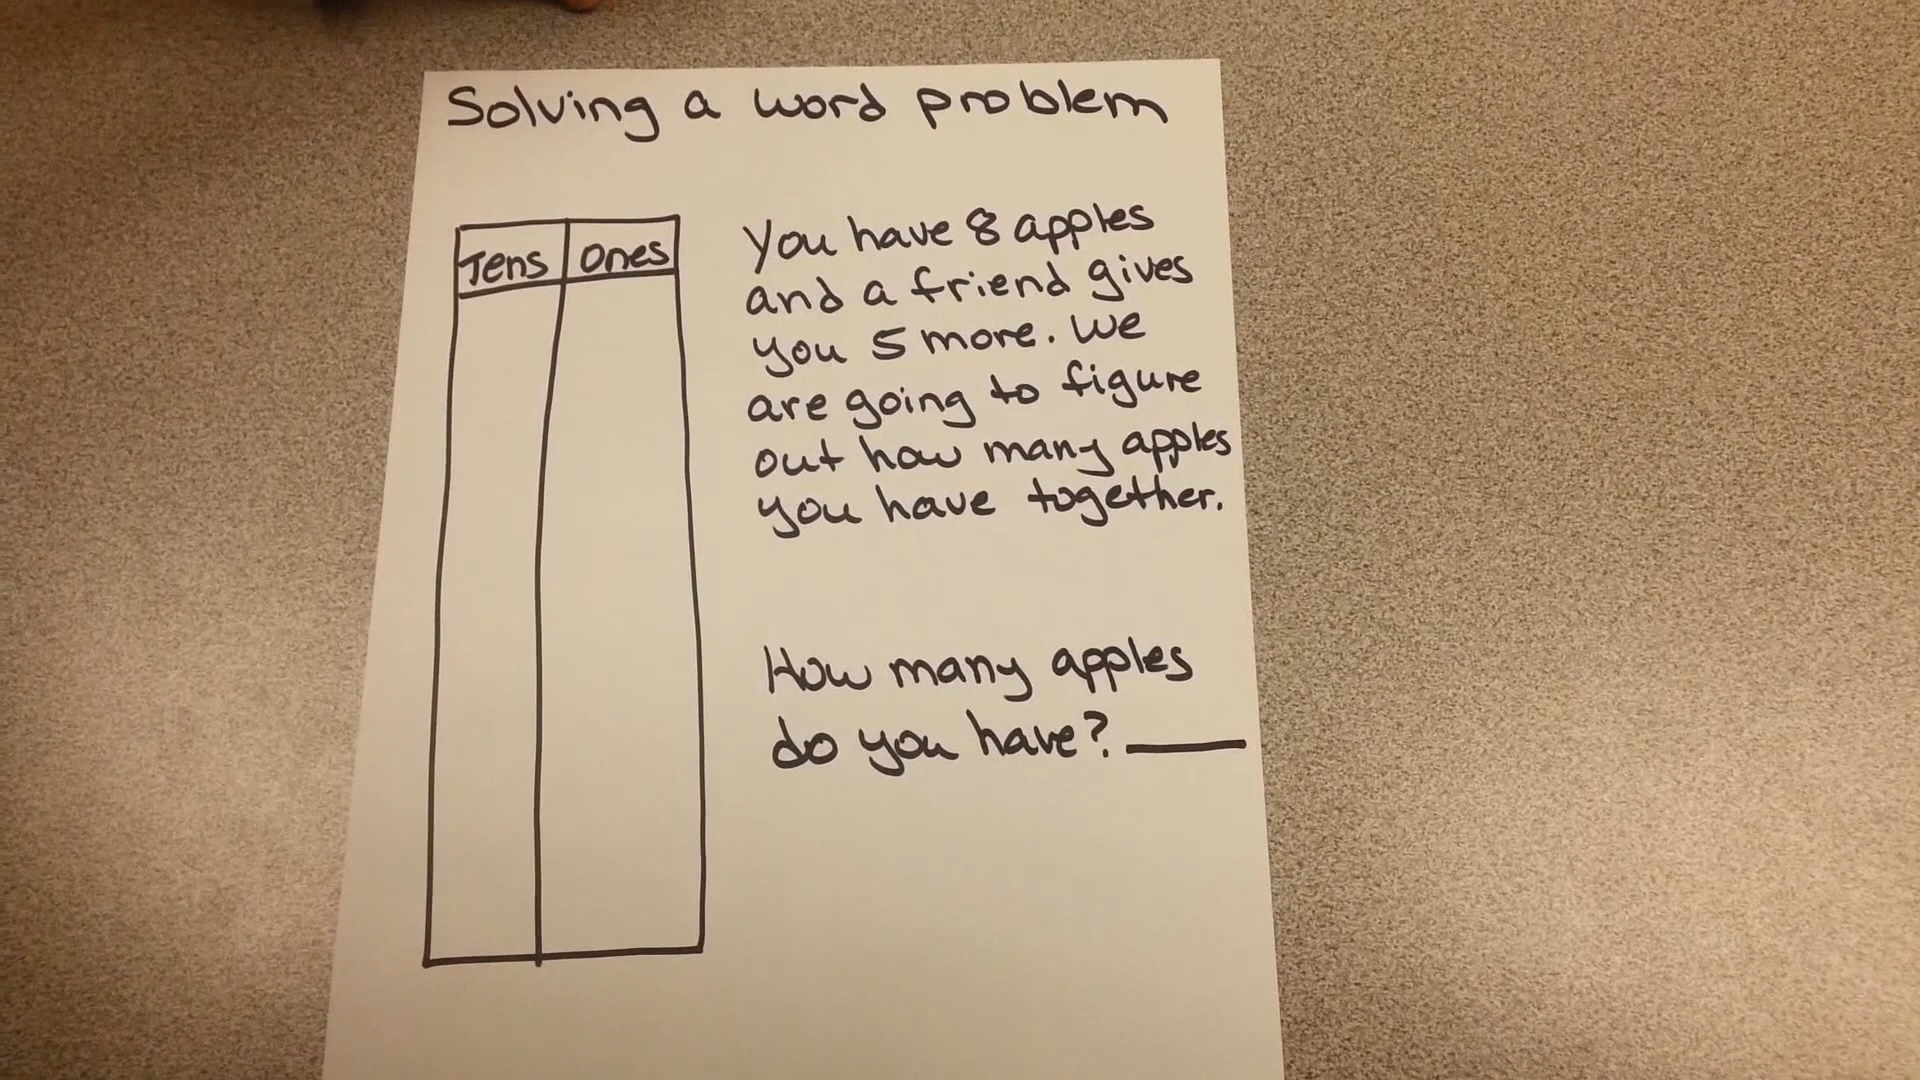 Solving a word problem
Tens Ones
You have 8 apples
and a friend gives
you 5 more. We
are going to figure
out how many apples
you have together.
How many apples
do you have? ____